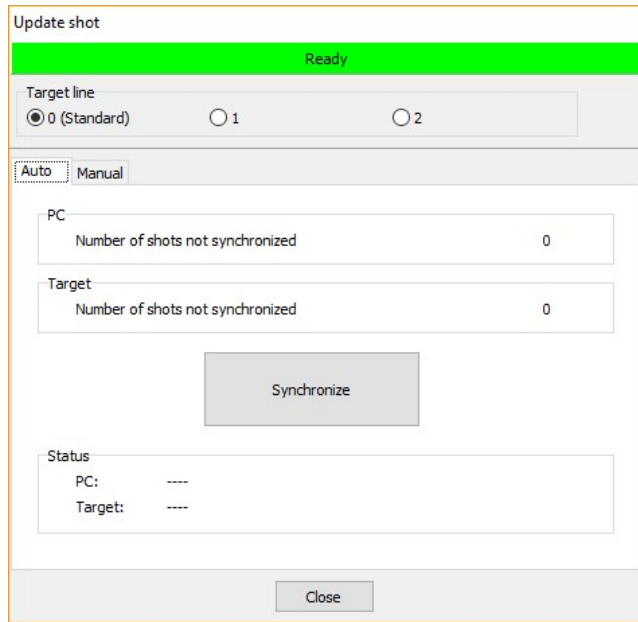 Update shot
Ready
Target line
0 (Standard) 1 2
Auto Manual
PC
Number of shots not synchronized 0
Target
Number of shots not synchronized 0
Synchronize
Status
PC: ----
Target: ----
Close